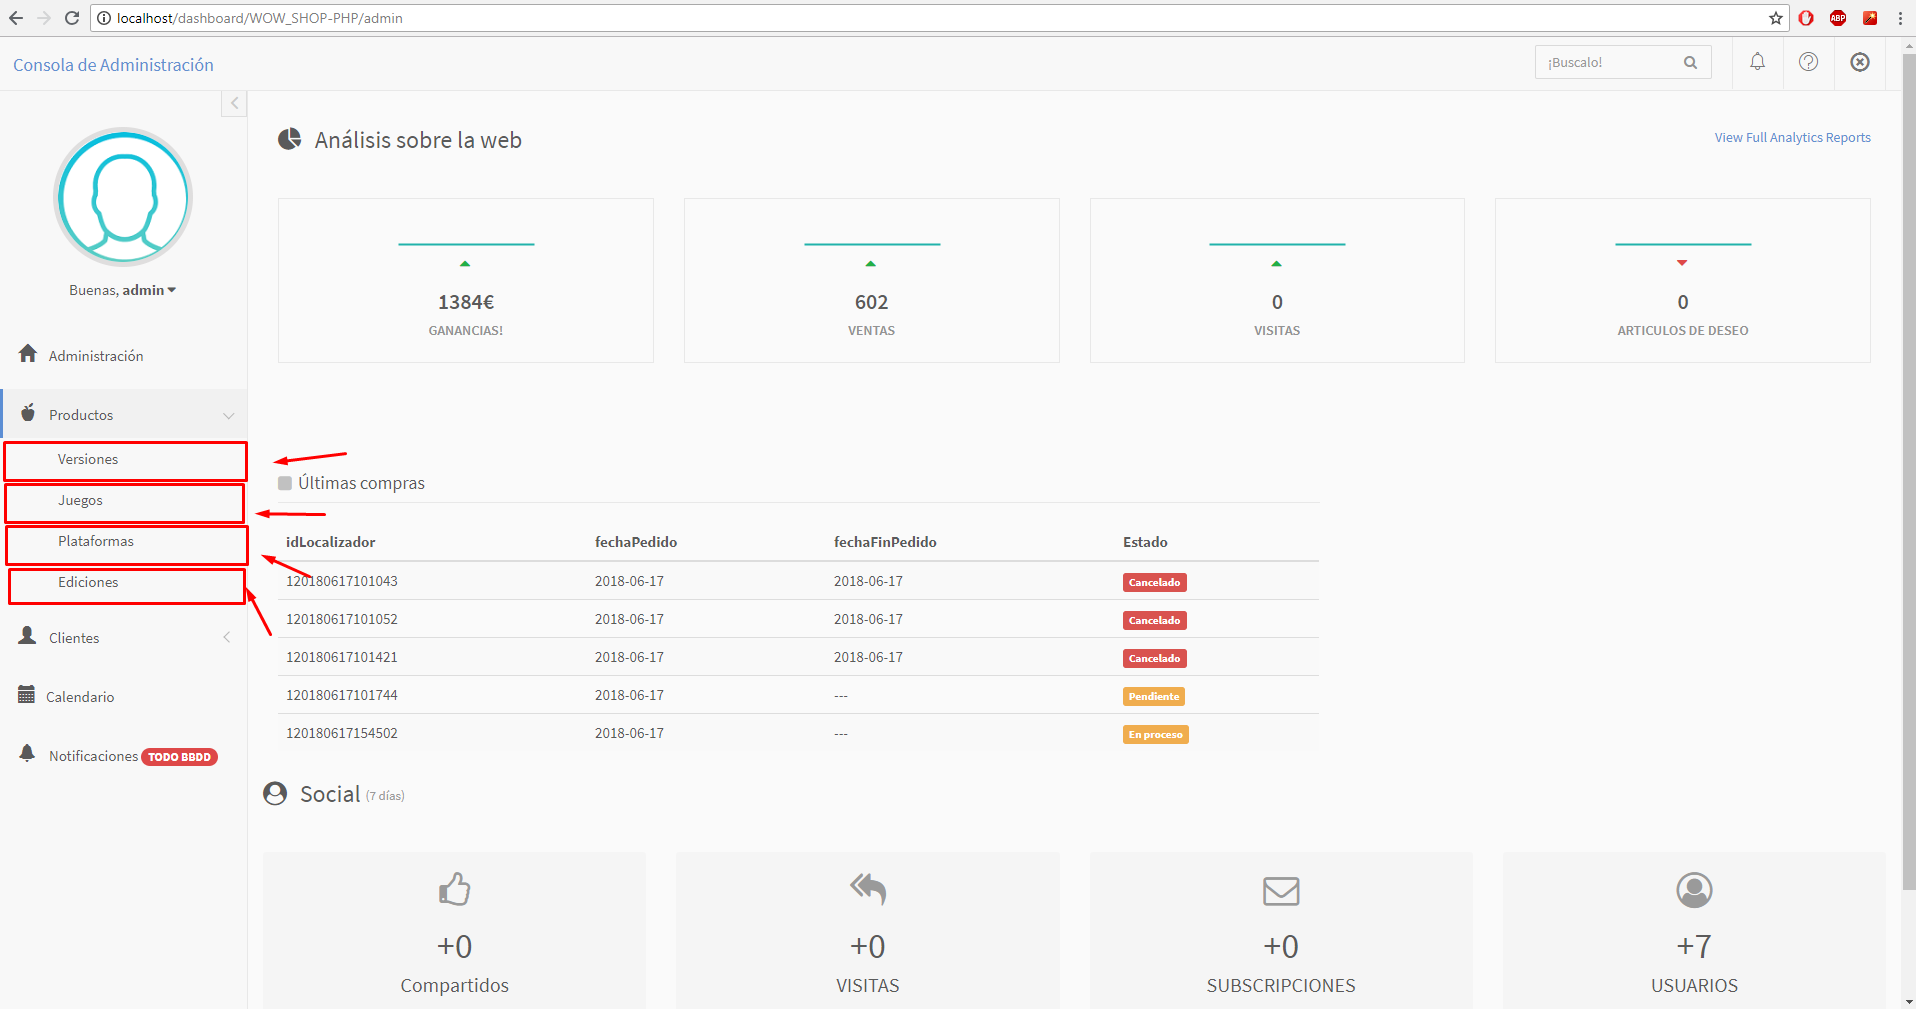 localhost/dashboard/WOW_SHOP-PHP/admin
ABP
Consola de Administración
¡Buscalo!
Buenas, admin
Administración
Productos
Versiones
Juegos
Plataformas
Ediciones
Clientes
Calendario
Notificaciones TODO BBDD
Análisis sobre la web
View Full Analytics Reports
1384€
GANANCIAS!
602
VENTAS
0
VISITAS
0
ARTICULOS DE DESEO
Últimas compras
idLocalizador fechaPedido fechaFinPedido Estado
120180617101043 2018-06-17 2018-06-17 Cancelado
120180617101052 2018-06-17 2018-06-17 Cancelado
120180617101421 2018-06-17 2018-06-17 Cancelado
120180617101744 2018-06-17 --- Pendiente
120180617154502 2018-06-17 --- En proceso
Social (7 días)
+0
Compartidos
+0
VISITAS
+0
SUBSCRIPCIONES
+7
USUARIOS